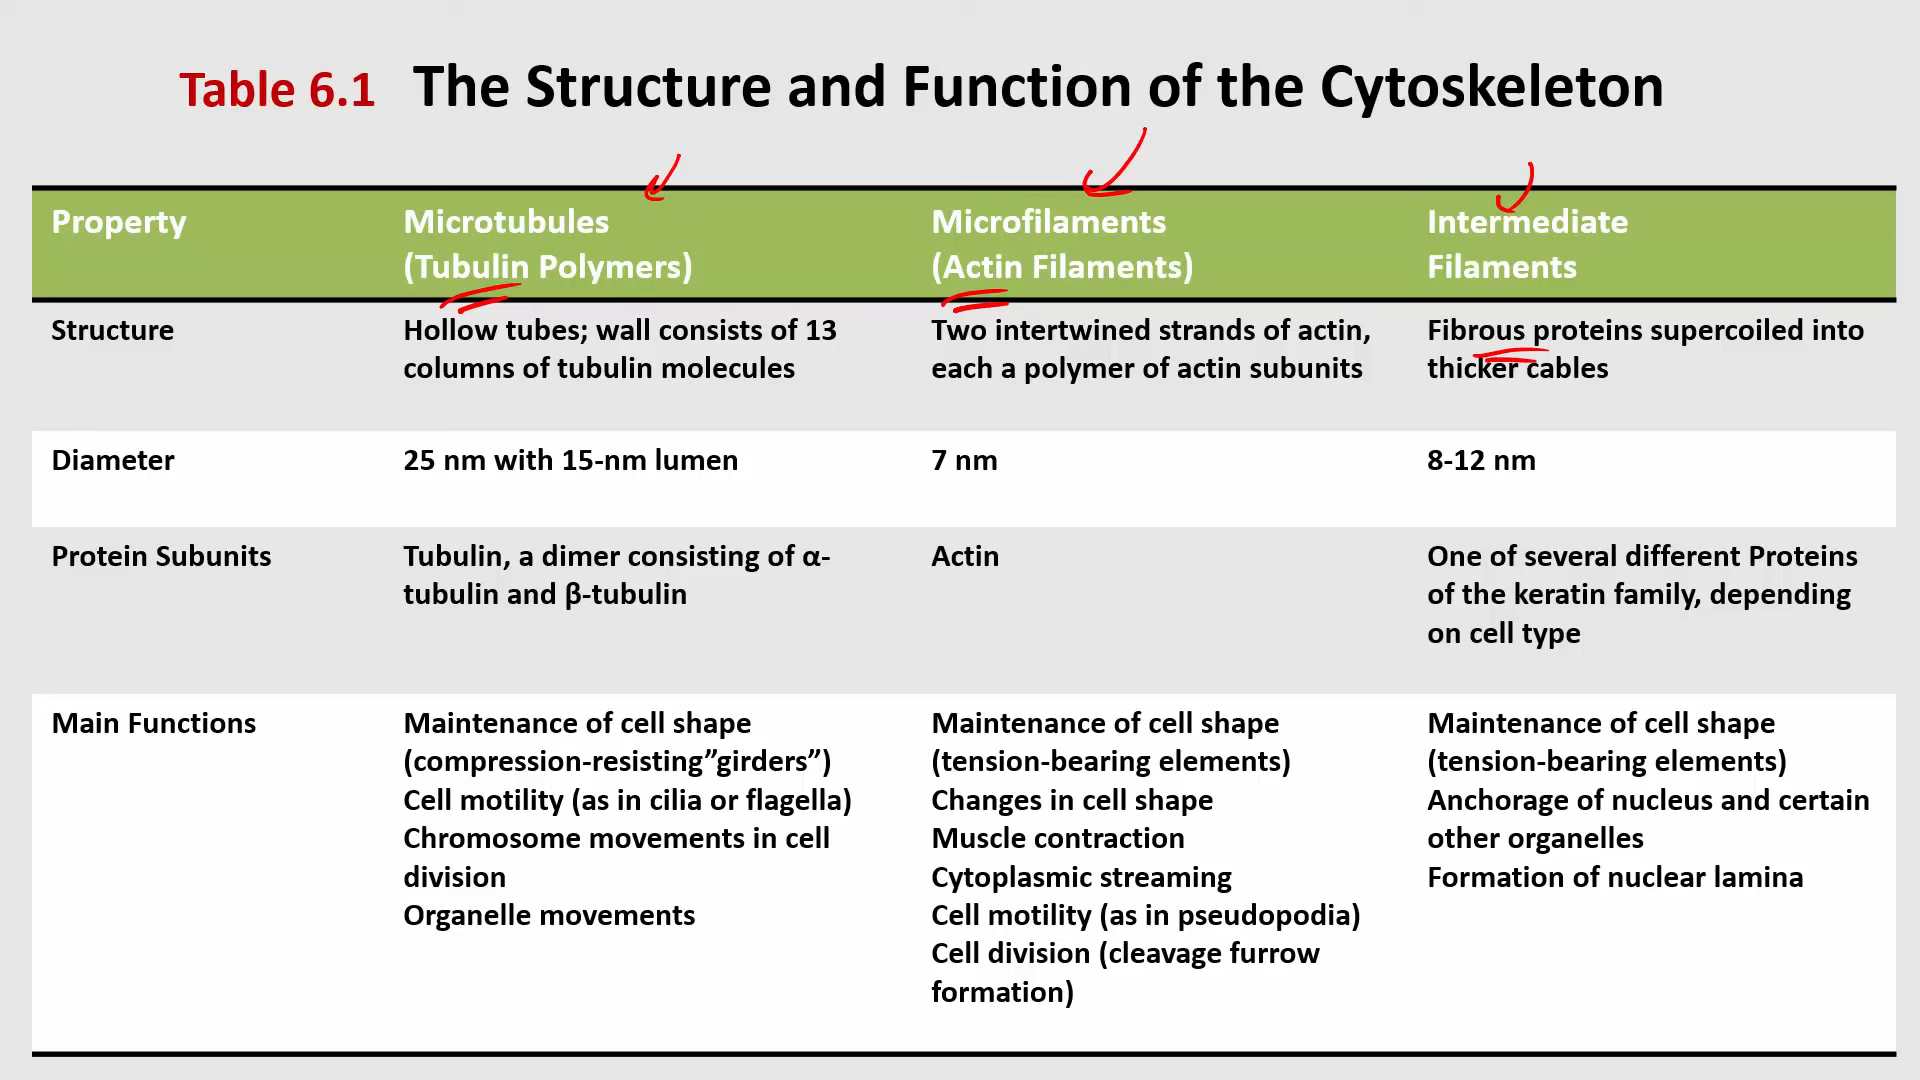 Table 6.1 The Structure and Function of the Cytoskeleton
Property
Microtubules
(Tubulin Polymers)
Microfilaments
(Actin Filaments)
Intermediate
Filaments
Structure
Hollow tubes; wall consists of 13
columns of tubulin molecules
Two intertwined strands of actin,
each a polymer of actin subunits
Fibrous proteins supercoiled into
thicker cables
Diameter
25 nm with 15-nm lumen
7 nm
8-12 nm
Protein Subunits
Tubulin, a dimer consisting of α-
tubulin and β-tubulin
Actin
One of several different Proteins
of the keratin family, depending
on cell type
Main Functions
Maintenance of cell shape
(compression-resisting”girders”)
Cell motility (as in cilia or flagella)
Chromosome movements in cell
division
Organelle movements
Maintenance of cell shape
(tension-bearing elements)
Changes in cell shape
Muscle contraction
Cytoplasmic streaming
Cell motility (as in pseudopodia)
Cell division (cleavage furrow
formation)
Maintenance of cell shape
(tension-bearing elements)
Anchorage of nucleus and certain
other organelles
Formation of nuclear lamina